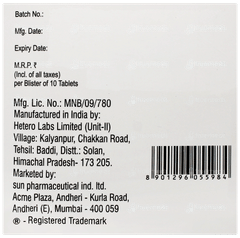 Batch No.:
Mfg. Date:
Expiry Date:
M.R.P. ₹
(Incl. of all taxes)
per Blister of 10 Tablets
Mfg. Lic. No.: MNB/09/780
Manufactured in India by:
Hetero Labs Limited (Unit-II)
Village: Kalyanpur, Chakkan Road,
Tehsil: Baddi, Distt: Solan,
Himachal Pradesh- 173 205.
Marketed by:
sun pharmaceutical ind. ltd.
Acme Plaza, Andheri - Kurla Road,
Andheri (E), Mumbai - 400 059
® - Registered Trademark
8 901296 055984